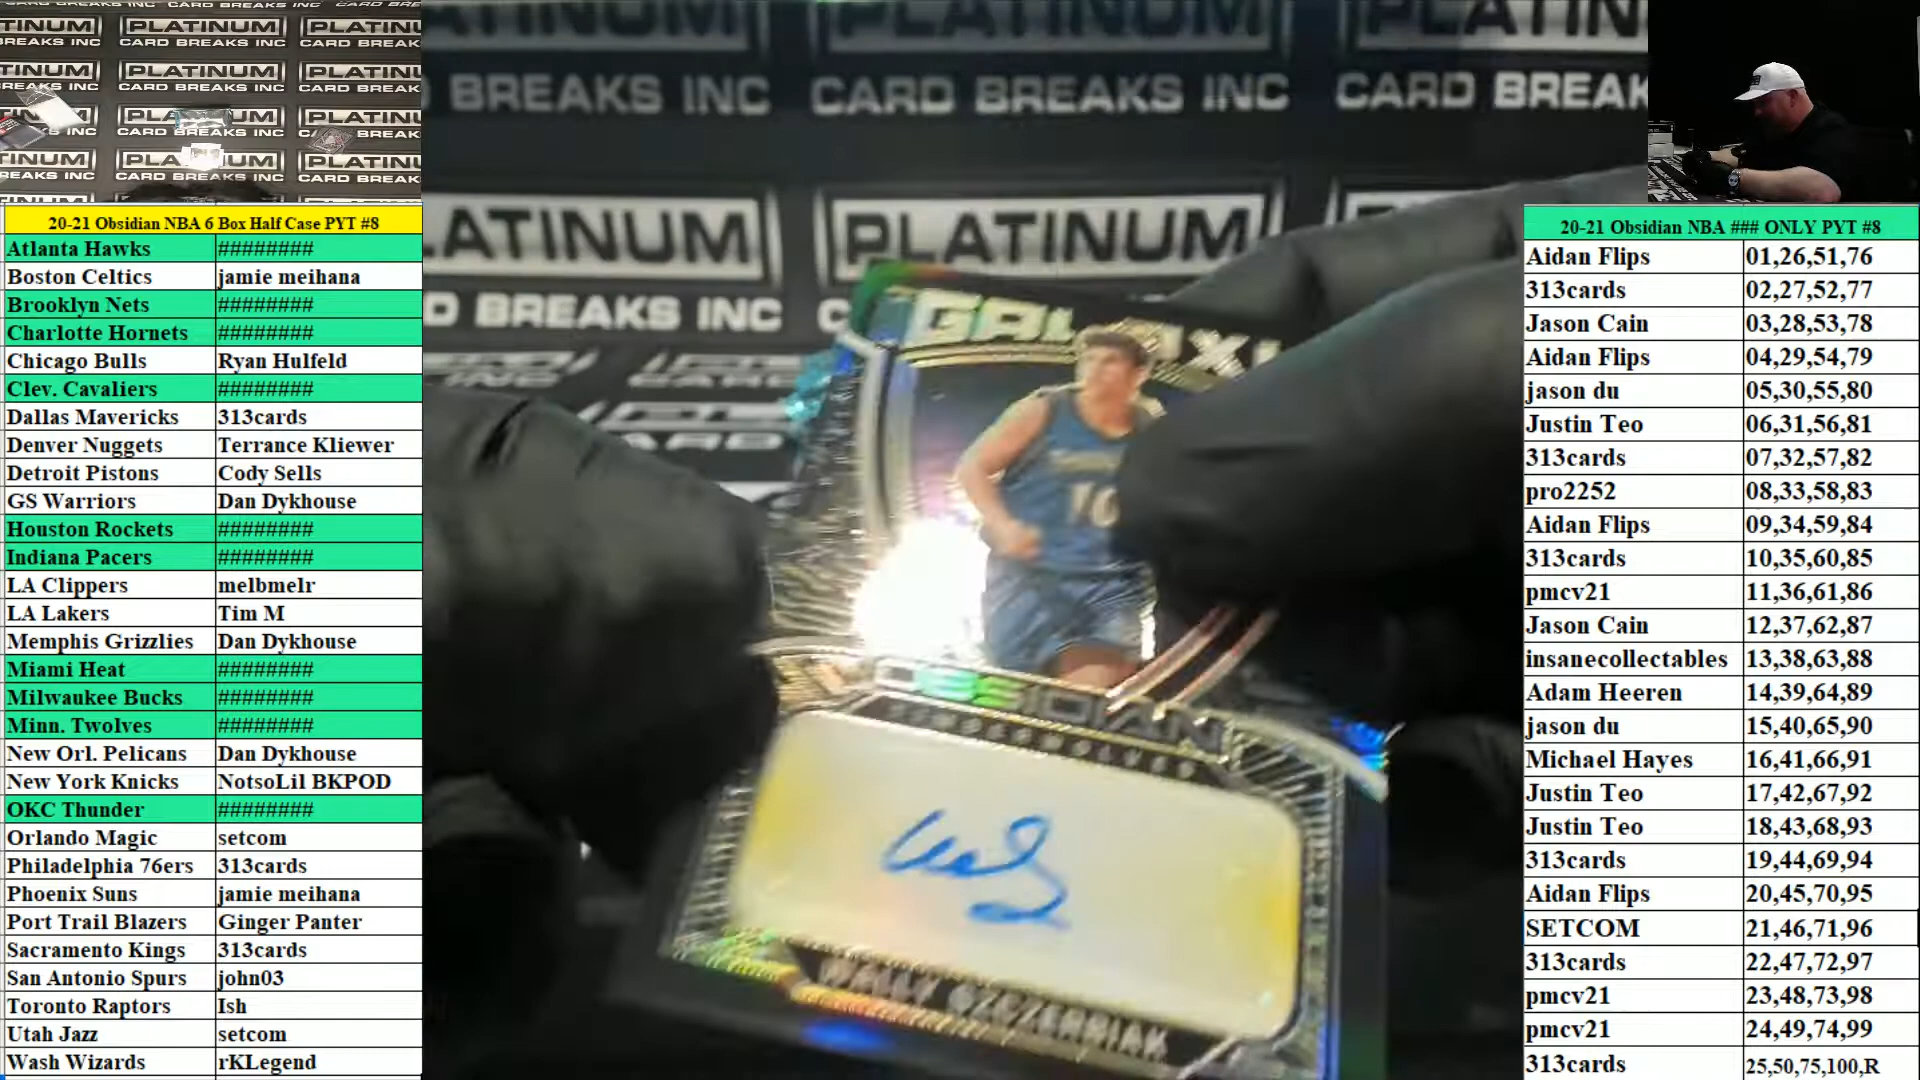 PLATINUM
CARD BREAKS INC
20-21 Obsidian NBA 6 Box Half Case PYT #8
Atlanta Hawks ########
Boston Celtics jamie meihana
Brooklyn Nets ########
Charlotte Hornets ########
Chicago Bulls Ryan Hulfeld
Clev. Cavaliers ########
Dallas Mavericks 313cards
Denver Nuggets Terrance Kliewer
Detroit Pistons Cody Sells
GS Warriors Dan Dykhouse
Houston Rockets ########
Indiana Pacers ########
LA Clippers melbmelr
LA Lakers Tim M
Memphis Grizzlies Dan Dykhouse
Miami Heat ########
Milwaukee Bucks ########
Minn. Twolves ########
New Orl. Pelicans Dan Dykhouse
New York Knicks NotsoLil BKPOD
OKC Thunder ########
Orlando Magic setcom
Philadelphia 76ers 313cards
Phoenix Suns jamie meihana
Port Trail Blazers Ginger Panter
Sacramento Kings 313cards
San Antonio Spurs john03
Toronto Raptors Ish
Utah Jazz setcom
Wash Wizards rKLegend
BREAKS INC CARD BREAKS INC CARD BREAK
PLATINUM
10
OBSIDIAN
TIMBERWOLVES
WALLY SZCZERBIAK
20-21 Obsidian NBA ### ONLY PYT #8
Aidan Flips 01,26,51,76
313cards 02,27,52,77
Jason Cain 03,28,53,78
Aidan Flips 04,29,54,79
jason du 05,30,55,80
Justin Teo 06,31,56,81
313cards 07,32,57,82
pro2252 08,33,58,83
Aidan Flips 09,34,59,84
313cards 10,35,60,85
pmcv21 11,36,61,86
Jason Cain 12,37,62,87
insanecollectables 13,38,63,88
Adam Heeren 14,39,64,89
jason du 15,40,65,90
Michael Hayes 16,41,66,91
Justin Teo 17,42,67,92
Justin Teo 18,43,68,93
313cards 19,44,69,94
Aidan Flips 20,45,70,95
SETCOM 21,46,71,96
313cards 22,47,72,97
pmcv21 23,48,73,98
pmcv21 24,49,74,99
313cards 25,50,75,100,R